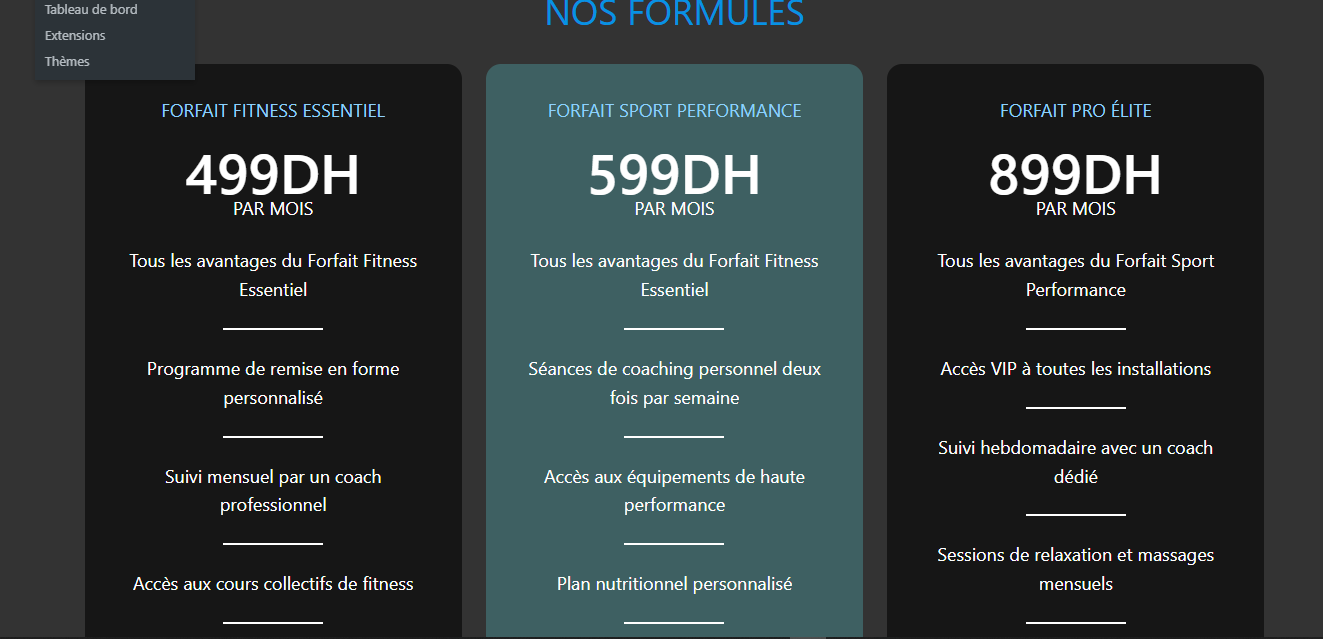 Tableau de bord
Extensions
Thèmes
NOS FORMULES
FORFAIT FITNESS ESSENTIEL
499DH
PAR MOIS
Tous les avantages du Forfait Fitness
Essentiel
Programme de remise en forme
personnalisé
Suivi mensuel par un coach
professionnel
Accès aux cours collectifs de fitness
FORFAIT SPORT PERFORMANCE
599DH
PAR MOIS
Tous les avantages du Forfait Fitness
Essentiel
Séances de coaching personnel deux
fois par semaine
Accès aux équipements de haute
performance
Plan nutritionnel personnalisé
FORFAIT PRO ÉLITE
899DH
PAR MOIS
Tous les avantages du Forfait Sport
Performance
Accès VIP à toutes les installations
Suivi hebdomadaire avec un coach
dédié
Sessions de relaxation et massages
mensuels